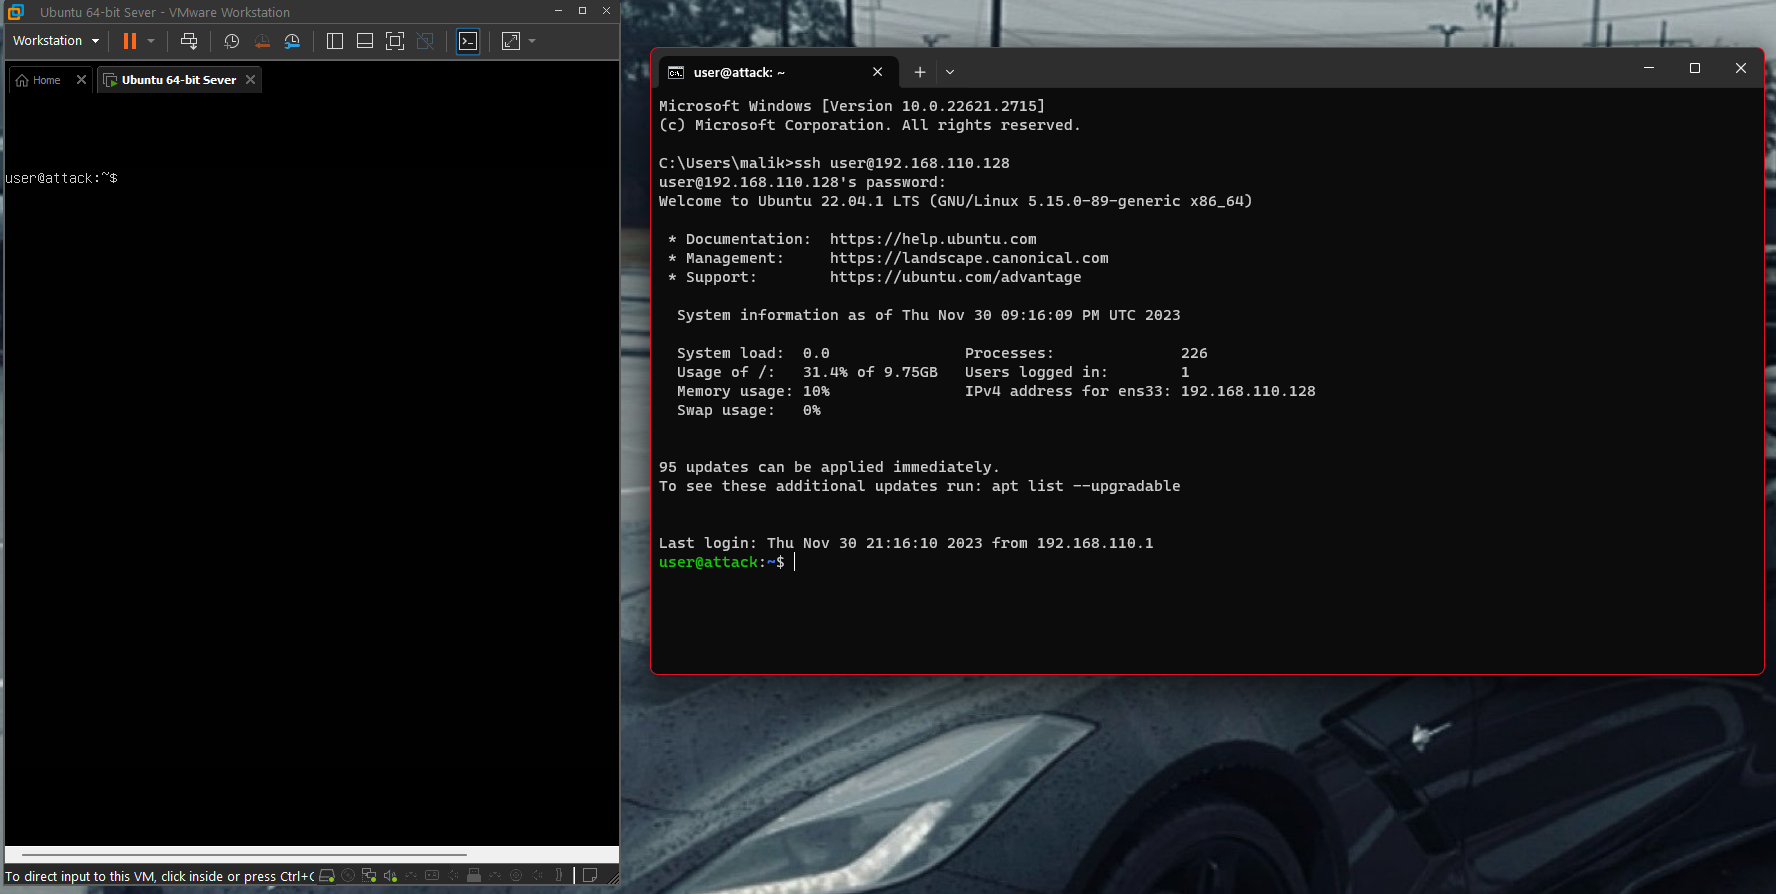 Ubuntu 64-bit Sever - VMware Workstation
Workstation
Home
Ubuntu 64-bit Sever
user@attack:~$
To direct input to this VM, click inside or press Ctrl+G
user@attack: ~
Microsoft Windows [Version 10.0.22621.2715]
(c) Microsoft Corporation. All rights reserved.
C:\Users\malik>ssh user@192.168.110.128
user@192.168.110.128's password:
Welcome to Ubuntu 22.04.1 LTS (GNU/Linux 5.15.0-89-generic x86_64)
* Documentation:  https://help.ubuntu.com
* Management:     https://landscape.canonical.com
* Support:        https://ubuntu.com/advantage
System information as of Thu Nov 30 09:16:09 PM UTC 2023
System load:  0.0               Processes:              226
Usage of /:   31.4% of 9.75GB   Users logged in:        1
Memory usage: 10%               IPv4 address for ens33: 192.168.110.128
Swap usage:   0%
95 updates can be applied immediately.
To see these additional updates run: apt list --upgradable
Last login: Thu Nov 30 21:16:10 2023 from 192.168.110.1
user@attack:~$